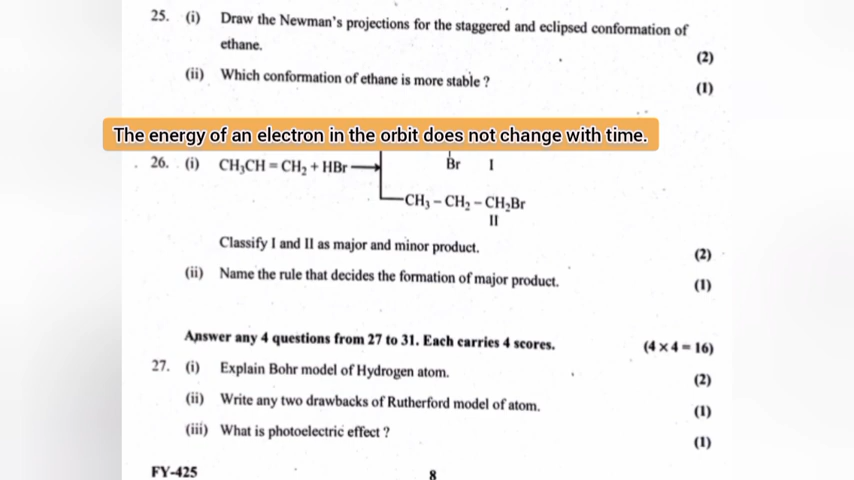 25. (i) Draw the Newman's projections for the staggered and eclipsed conformation of
ethane. (2)
(ii) Which conformation of ethane is more stable ? (1)
The energy of an electron in the orbit does not change with time.
26. (i) CH₃CH = CH₂ + HBr
Br I
CH₃ – CH₂ – CH₂Br
II
Classify I and II as major and minor product. (2)
(ii) Name the rule that decides the formation of major product. (1)
Answer any 4 questions from 27 to 31. Each carries 4 scores. (4 × 4 = 16)
27. (i) Explain Bohr model of Hydrogen atom. (2)
(ii) Write any two drawbacks of Rutherford model of atom. (1)
(iii) What is photoelectric effect ? (1)
FY-425 8